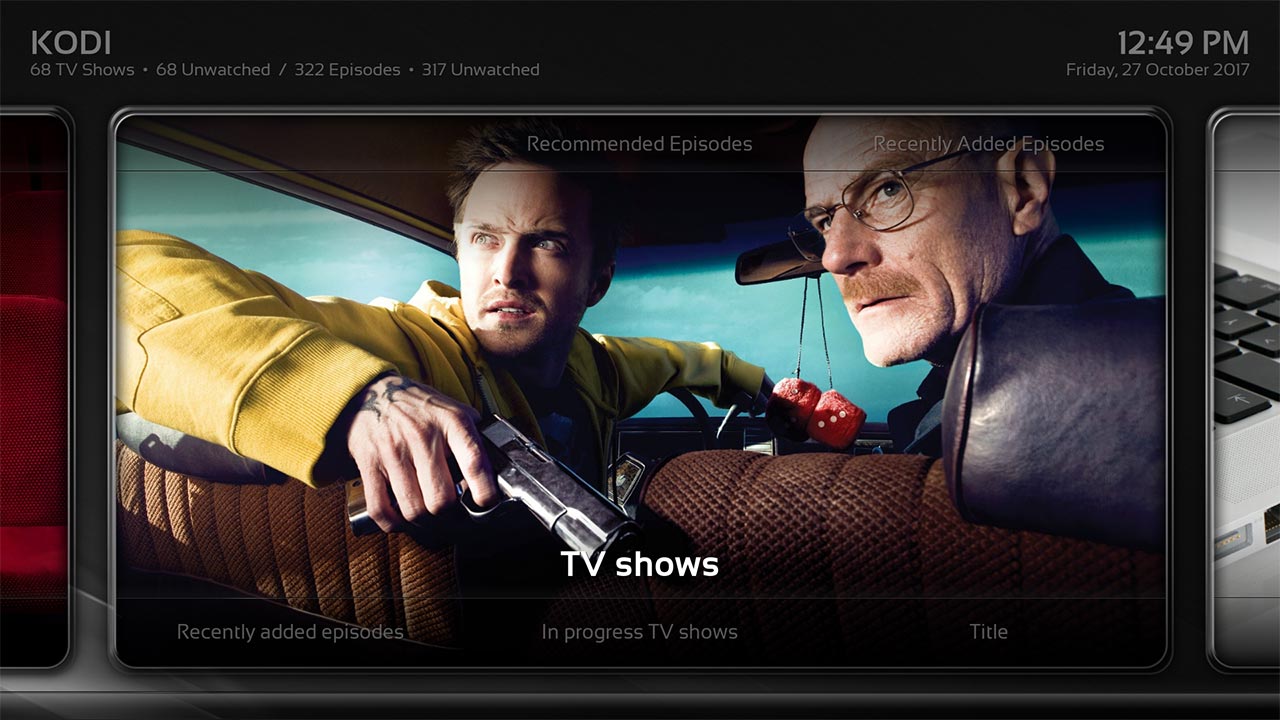 KODI
68 TV Shows • 68 Unwatched / 322 Episodes • 317 Unwatched
12:49 PM
Friday, 27 October 2017
Recommended Episodes
Recently Added Episodes
TV shows
Recently added episodes
In progress TV shows
Title